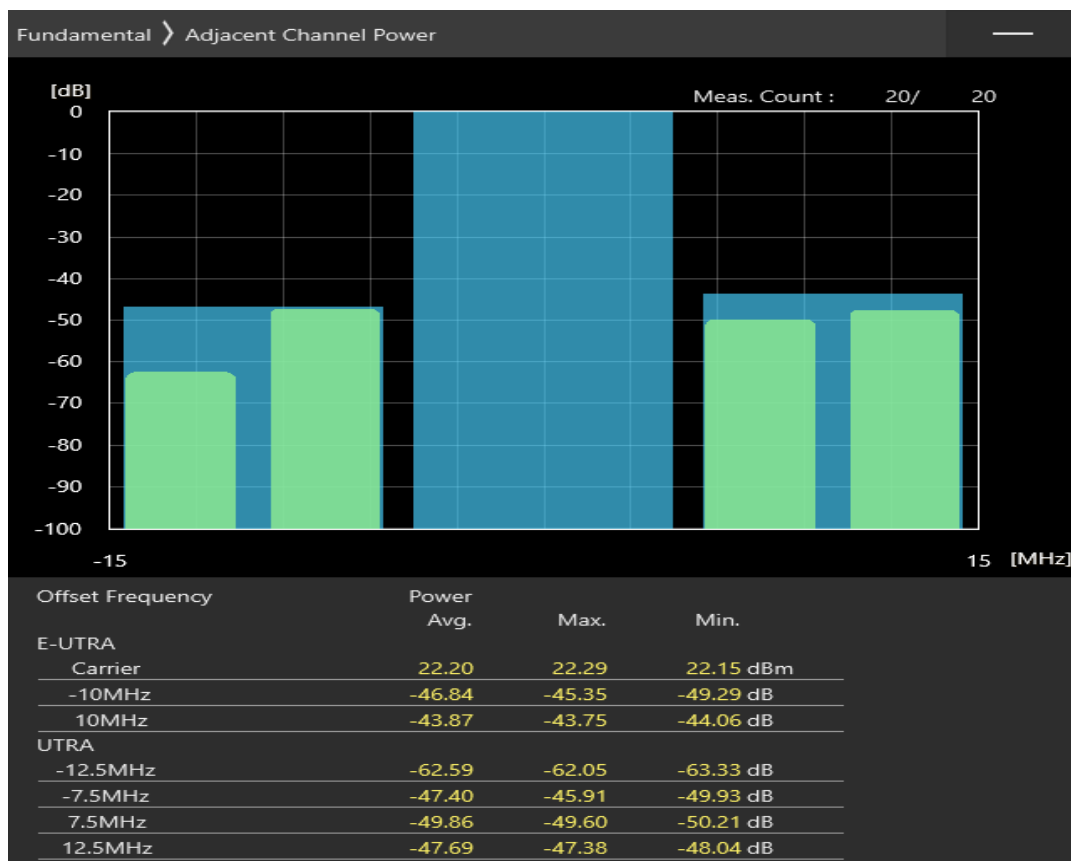 Fundamental ❯ Adjacent Channel Power
[dB]
Meas. Count : 20/ 20
0
-10
-20
-30
-40
-50
-60
-70
-80
-90
-100
-15 15 [MHz]
Offset Frequency Power
Avg. Max. Min.
E-UTRA
Carrier 22.20 22.29 22.15 dBm
-10MHz -46.84 -45.35 -49.29 dB
10MHz -43.87 -43.75 -44.06 dB
UTRA
-12.5MHz -62.59 -62.05 -63.33 dB
-7.5MHz -47.40 -45.91 -49.93 dB
7.5MHz -49.86 -49.60 -50.21 dB
12.5MHz -47.69 -47.38 -48.04 dB